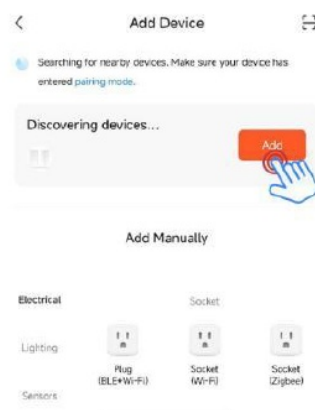 Add Device
Searching for nearby devices. Make sure your device has
entered pairing mode.
Discovering devices...
Add
Add Manually
Electrical
Socket
Lighting
Plug
(BLE+Wi-Fi)
Socket
(Wi-Fi)
Socket
(Zigbee)
Sensors